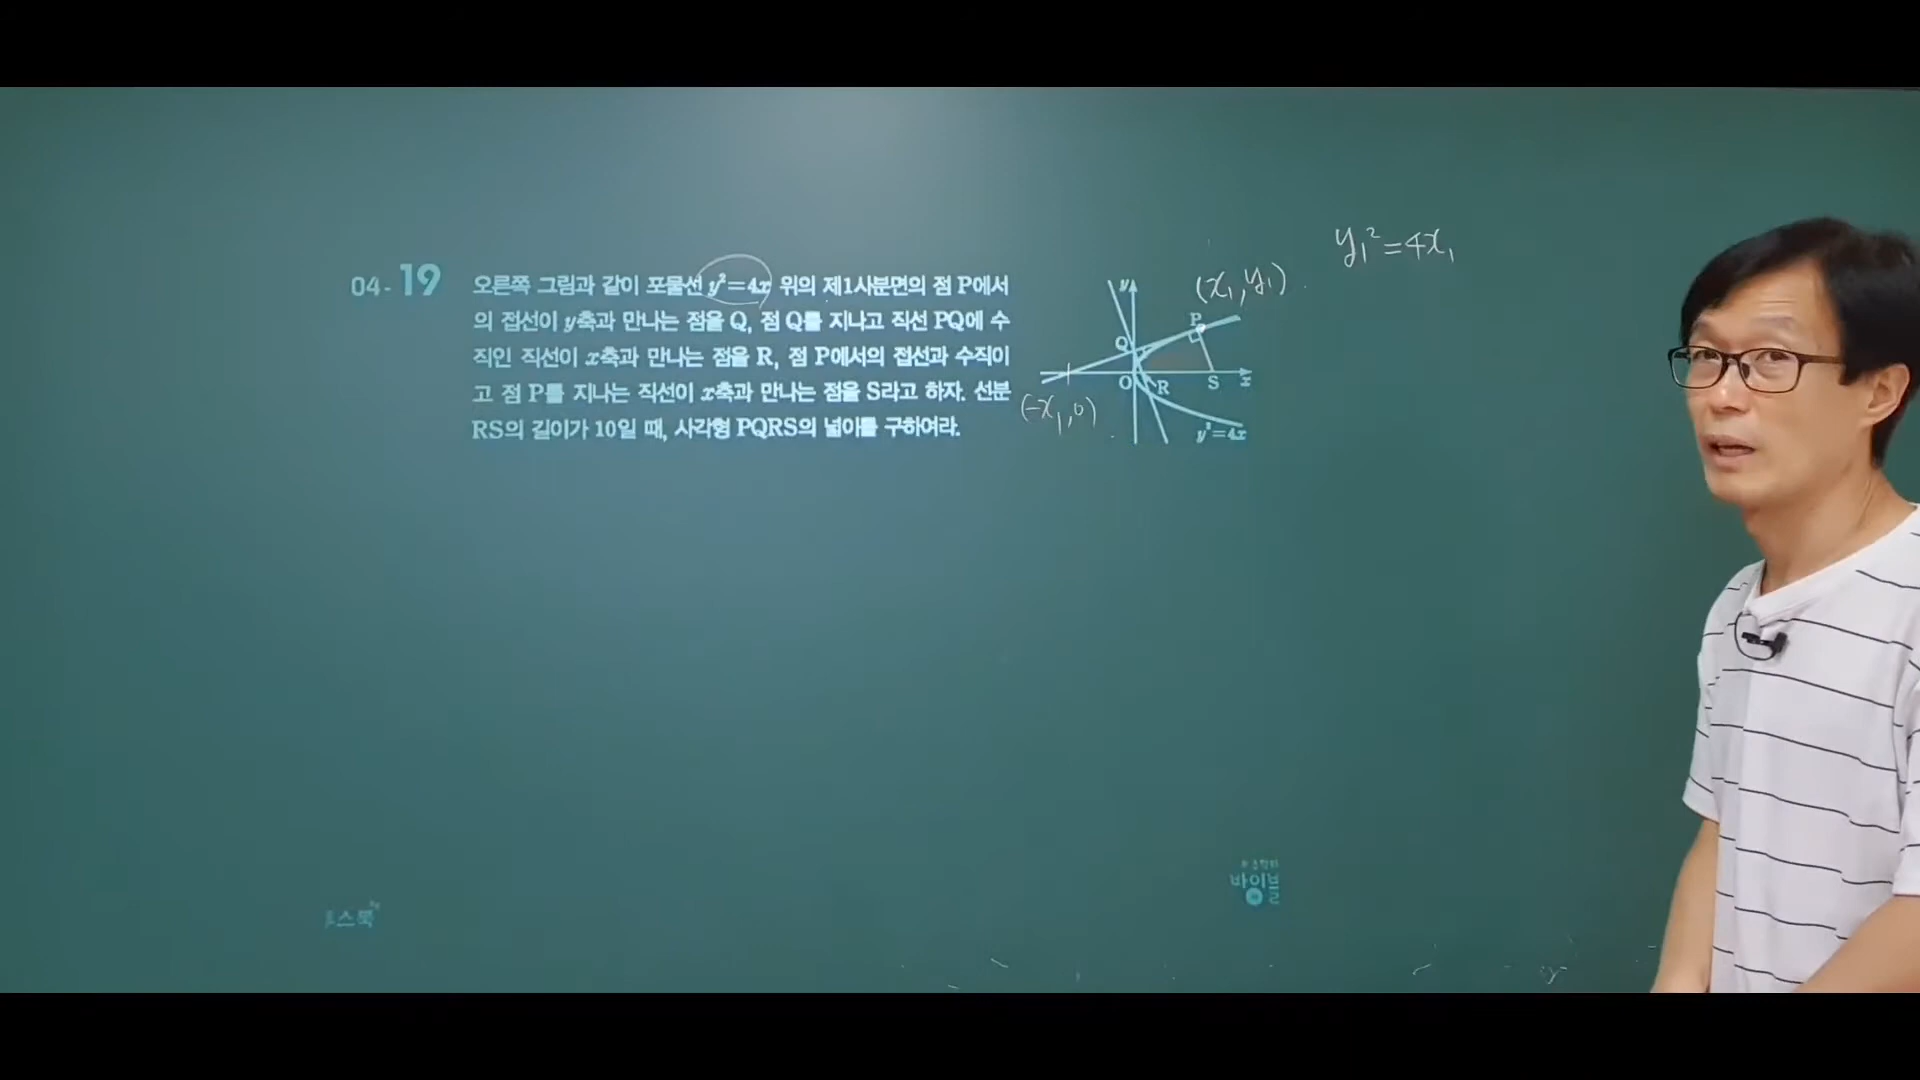 04-19
오른쪽 그림과 같이 포물선 y²=4x 위의 제1사분면의 점 P에서
의 접선이 y축과 만나는 점을 Q, 점 Q를 지나고 직선 PQ에 수
직인 직선이 x축과 만나는 점을 R, 점 P에서의 접선과 수직이
고 점 P를 지나는 직선이 x축과 만나는 점을 S라고 하자. 선분
RS의 길이가 10일 때, 사각형 PQRS의 넓이를 구하여라.
y₁²=4x₁
(x₁, y₁)
y
P
Q
O
R
S
x
(-x₁, 0)
y²=4x
바이블
스북